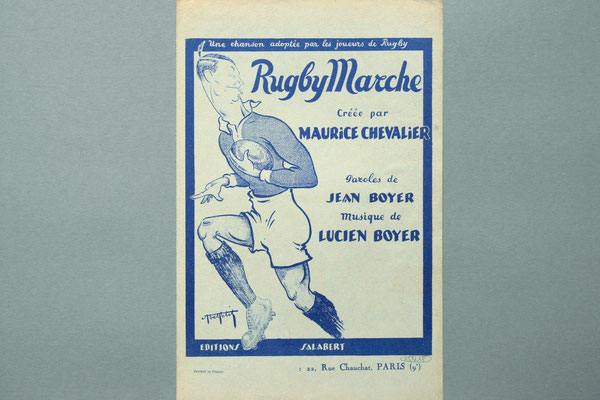 Une chanson adoptée par les joueurs de Rugby
Rugby Marche
Créée par
MAURICE CHEVALIER
Paroles de
JEAN BOYER
Musique de
LUCIEN BOYER
EDITIONS SALABERT
: 22, Rue Chauchat, PARIS (9ᵉ)